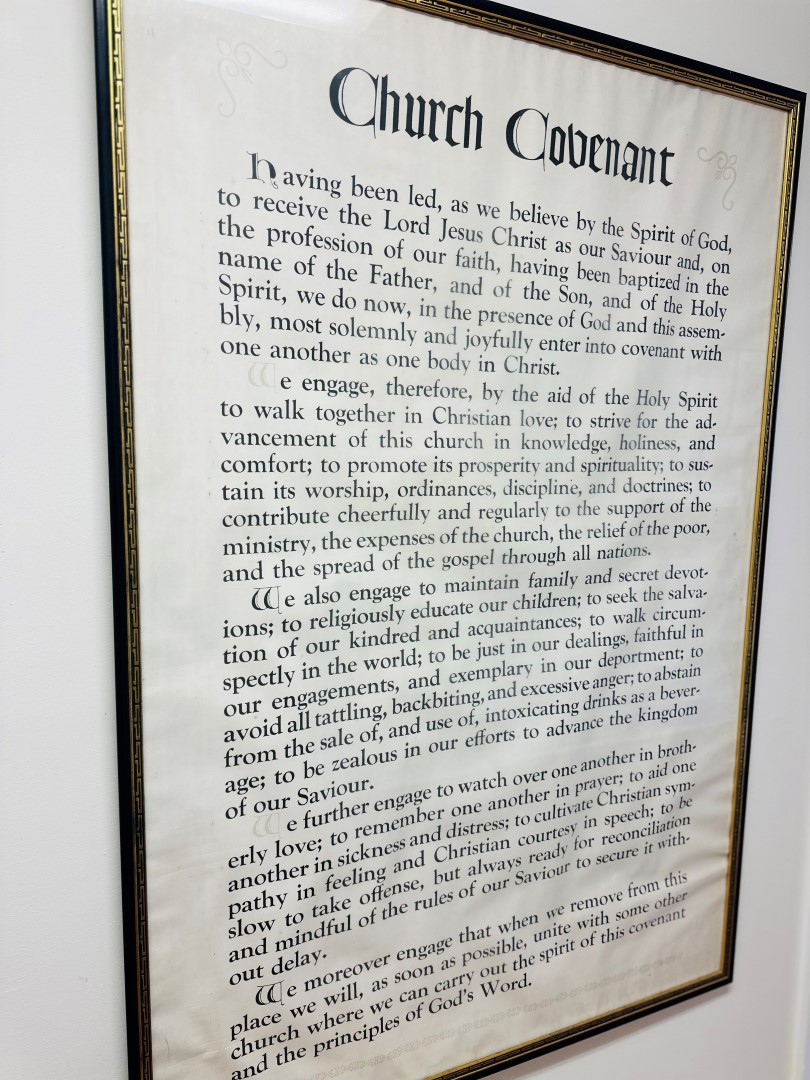 Church Covenant
Having been led, as we believe by the Spirit of God,
to receive the Lord Jesus Christ as our Saviour and, on
the profession of our faith, having been baptized in the
name of the Father, and of the Son, and of the Holy
Spirit, we do now, in the presence of God and this assem-
bly, most solemnly and joyfully enter into covenant with
one another as one body in Christ.
We engage, therefore, by the aid of the Holy Spirit
to walk together in Christian love; to strive for the ad-
vancement of this church in knowledge, holiness, and
comfort; to promote its prosperity and spirituality; to sus-
tain its worship, ordinances, discipline, and doctrines; to
contribute cheerfully and regularly to the support of the
ministry, the expenses of the church, the relief of the poor,
and the spread of the gospel through all nations.
We also engage to maintain family and secret devot-
ions; to religiously educate our children; to seek the salva-
tion of our kindred and acquaintances; to walk circum-
spectly in the world; to be just in our dealings, faithful in
our engagements, and exemplary in our deportment; to
avoid all tattling, backbiting, and excessive anger; to abstain
from the sale of, and use of, intoxicating drinks as a bever-
age; to be zealous in our efforts to advance the kingdom
of our Saviour.
We further engage to watch over one another in broth-
erly love; to remember one another in prayer; to aid one
another in sickness and distress; to cultivate Christian sym-
pathy in feeling and Christian courtesy in speech; to be
slow to take offense, but always ready for reconciliation
and mindful of the rules of our Saviour to secure it with-
out delay.
We moreover engage that when we remove from this
place we will, as soon as possible, unite with some other
church where we can carry out the spirit of this covenant
and the principles of God's Word.